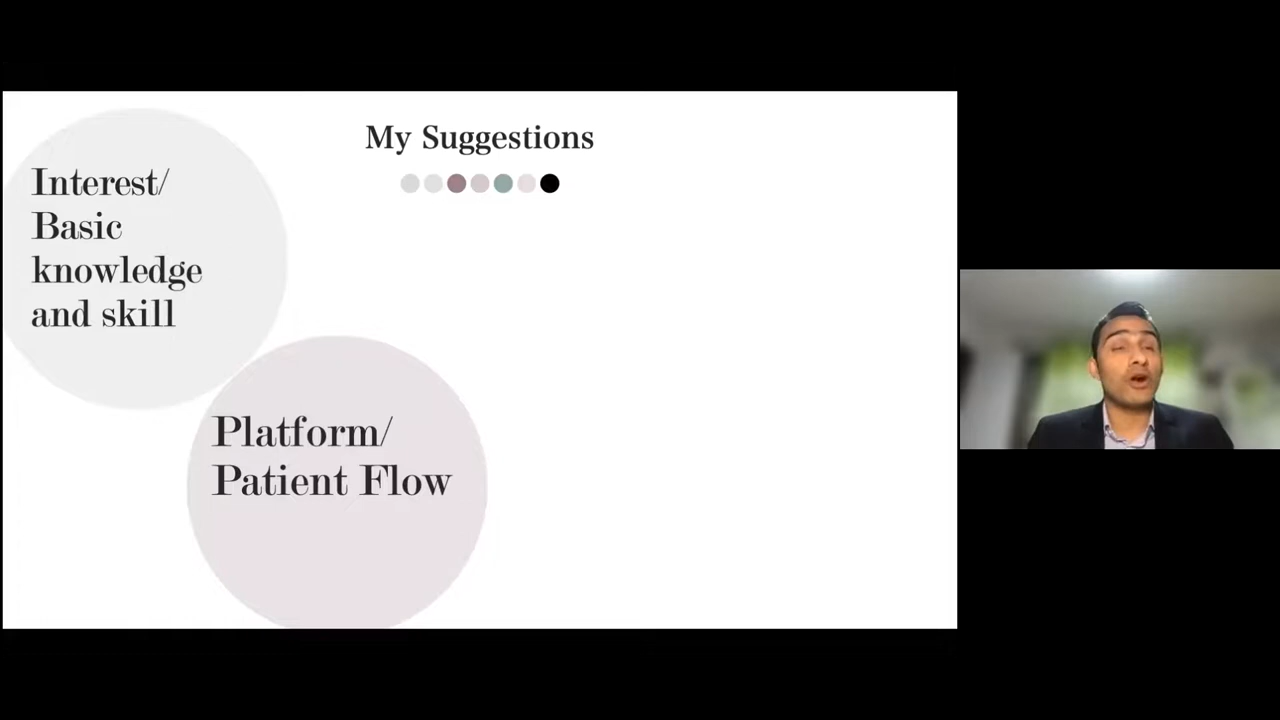 My Suggestions
Interest/
Basic
knowledge
and skill
Platform/
Patient Flow